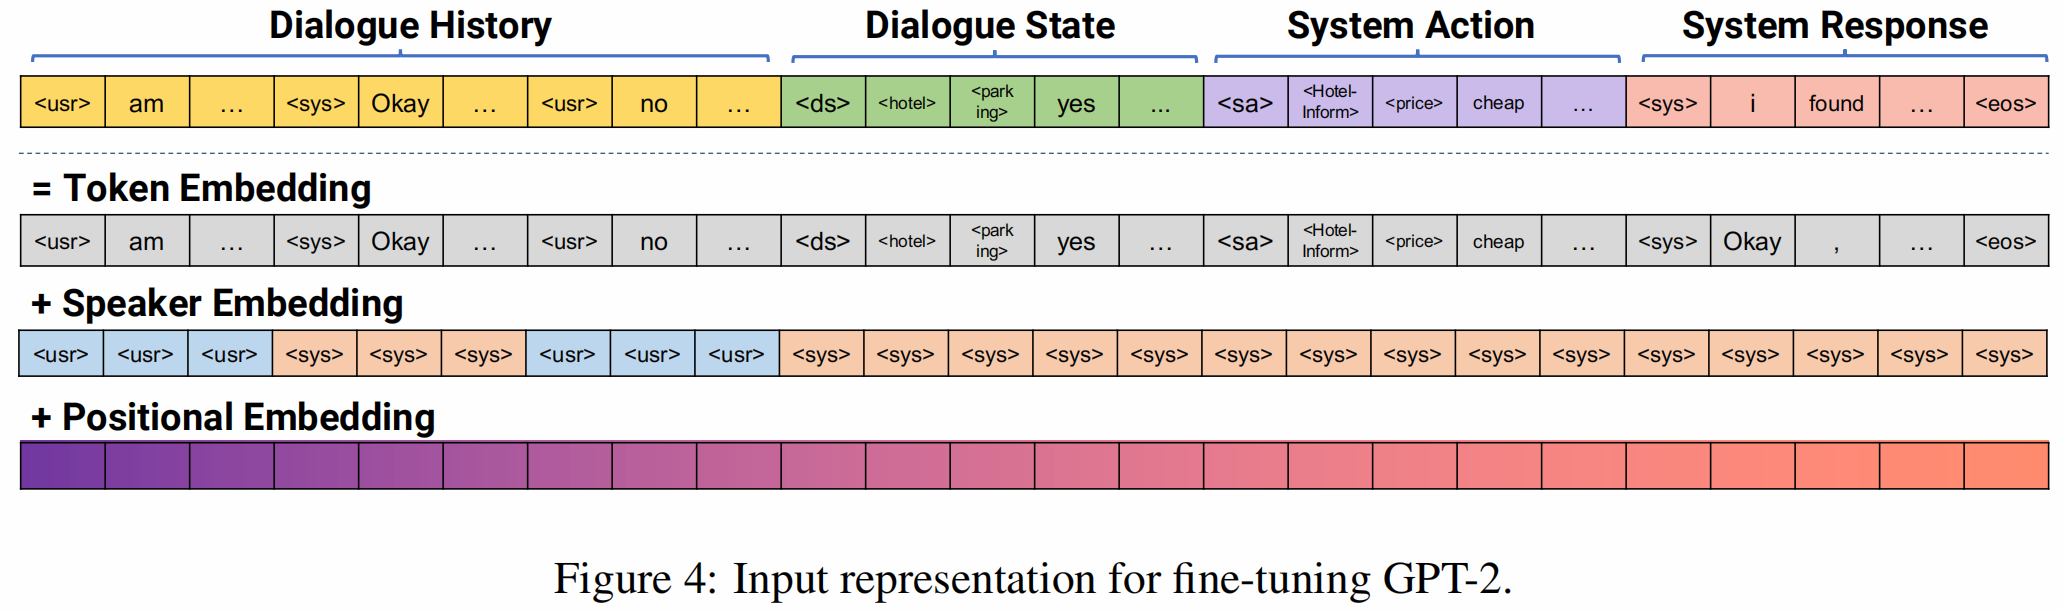 Dialogue History Dialogue State System Action System Response
<usr> am ... <sys> Okay ... <usr> no ... <ds> <hotel> <park ing> yes ... <sa> <Hotel-Inform> <price> cheap ... <sys> i found ... <eos>
= Token Embedding
<usr> am ... <sys> Okay ... <usr> no ... <ds> <hotel> <park ing> yes ... <sa> <Hotel-Inform> <price> cheap ... <sys> Okay , ... <eos>
+ Speaker Embedding
<usr> <usr> <usr> <sys> <sys> <sys> <usr> <usr> <usr> <sys> <sys> <sys> <sys> <sys> <sys> <sys> <sys> <sys> <sys> <sys> <sys> <sys> <sys> <sys>
+ Positional Embedding
Figure 4: Input representation for fine-tuning GPT-2.